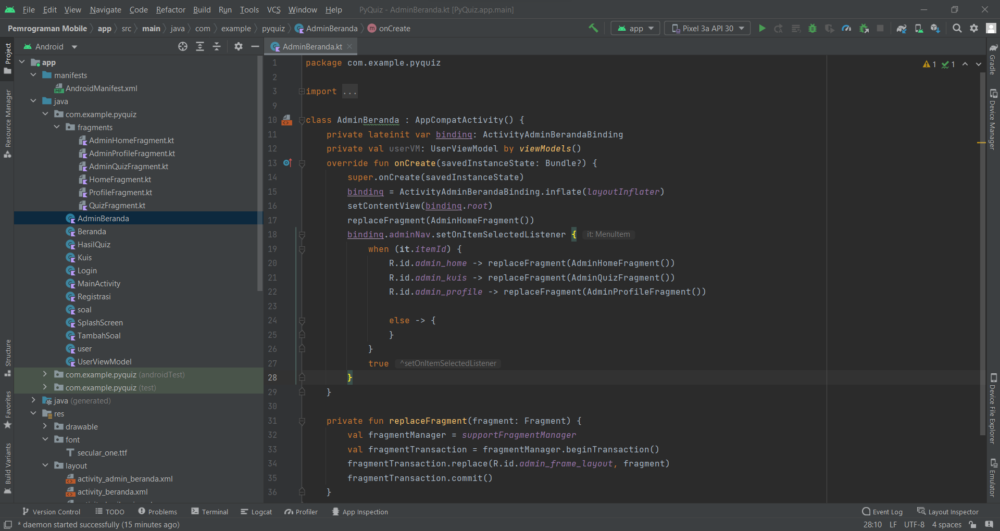 File Edit View Navigate Code Refactor Build Run Tools VCS Window Help PyQuiz - AdminBeranda.kt [PyQuiz.app.main]
Pemrograman Mobile app src main java com example pyquiz AdminBeranda onCreate app Pixel 3a API 30
Project
Resource Manager
Structure
Favorites
Build Variants
Android
app
manifests
AndroidManifest.xml
java
com.example.pyquiz
fragments
AdminHomeFragment.kt
AdminProfileFragment.kt
AdminQuizFragment.kt
HomeFragment.kt
ProfileFragment.kt
QuizFragment.kt
AdminBeranda
Beranda
HasilQuiz
Kuis
Login
MainActivity
Registrasi
soal
SplashScreen
TambahSoal
user
UserViewModel
com.example.pyquiz (androidTest)
com.example.pyquiz (test)
java (generated)
res
drawable
font
secular_one.ttf
layout
activity_admin_beranda.xml
activity_beranda.xml
AdminBeranda.kt
1 1
1 package com.example.pyquiz
2
3 import ...
9
10 class AdminBeranda : AppCompatActivity() {
11 private lateinit var binding: ActivityAdminBerandaBinding
12 private val userVM: UserViewModel by viewModels()
13 override fun onCreate(savedInstanceState: Bundle?) {
14 super.onCreate(savedInstanceState)
15 binding = ActivityAdminBerandaBinding.inflate(layoutInflater)
16 setContentView(binding.root)
17 replaceFragment(AdminHomeFragment())
18 binding.adminNav.setOnItemSelectedListener { it: MenuItem
19 when (it.itemId) {
20 R.id.admin_home -> replaceFragment(AdminHomeFragment())
21 R.id.admin_kuis -> replaceFragment(AdminQuizFragment())
22 R.id.admin_profile -> replaceFragment(AdminProfileFragment())
23
24 else -> {
25 }
26 }
27 true ^setOnItemSelectedListener
28 }
29 }
30
31 private fun replaceFragment(fragment: Fragment) {
32 val fragmentManager = supportFragmentManager
33 val fragmentTransaction = fragmentManager.beginTransaction()
34 fragmentTransaction.replace(R.id.admin_frame_layout, fragment)
35 fragmentTransaction.commit()
36 }
Gradle
Device Manager
Device File Explorer
Emulator
Version Control TODO Problems Terminal Logcat Profiler App Inspection Event Log Layout Inspector
* daemon started successfully (15 minutes ago) 28:10 LF UTF-8 4 spaces